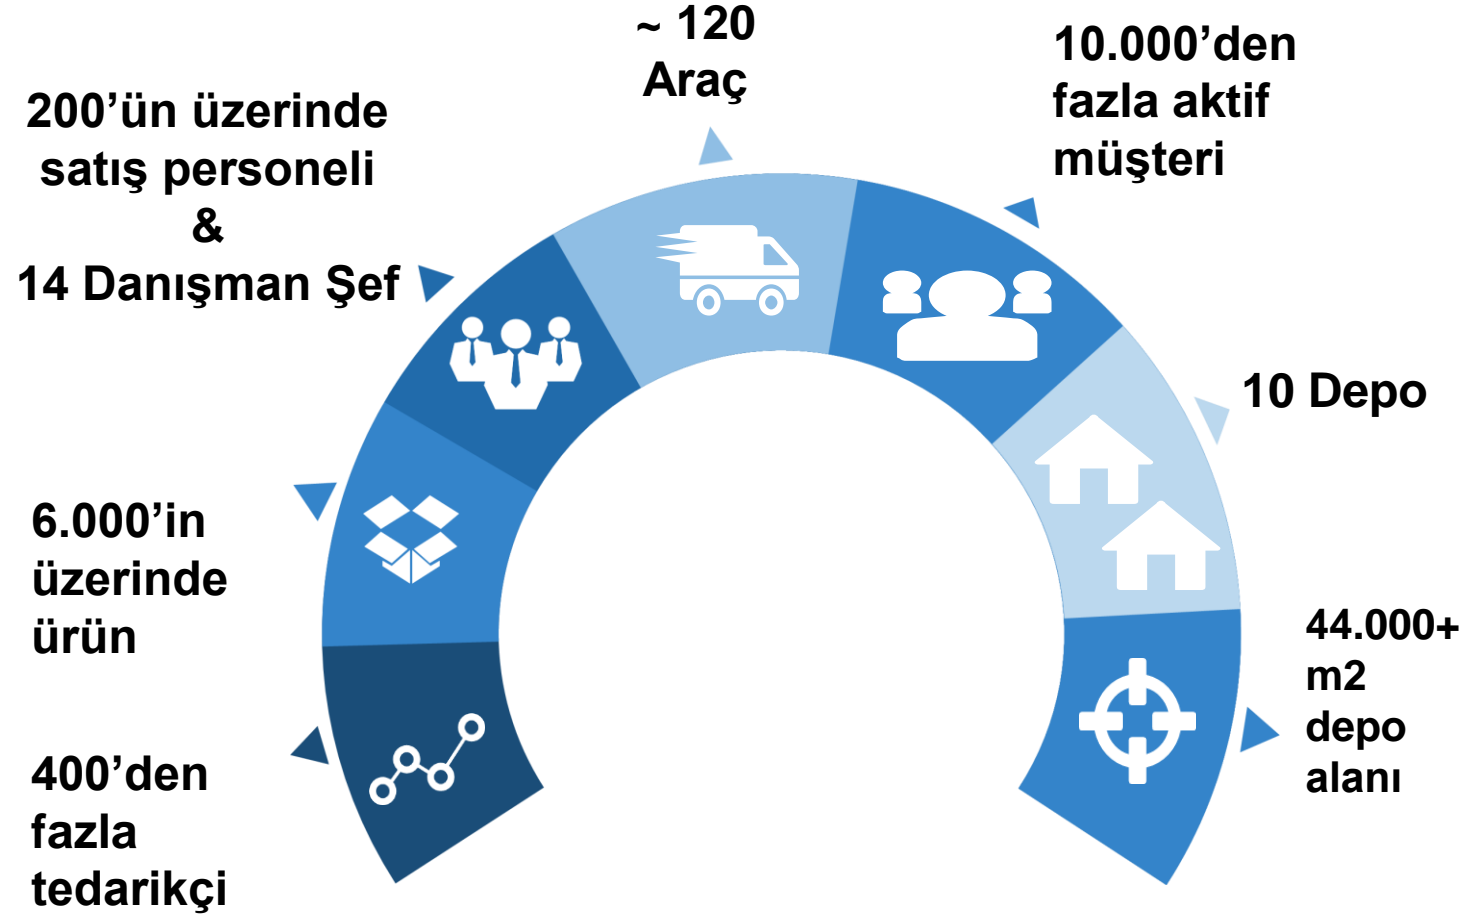 ~ 120
Araç
10.000’den
fazla aktif
müşteri
200’ün üzerinde
satış personeli
&
14 Danışman Şef
10 Depo
6.000’in
üzerinde
ürün
44.000+
m2
depo
alanı
400’den
fazla
tedarikçi